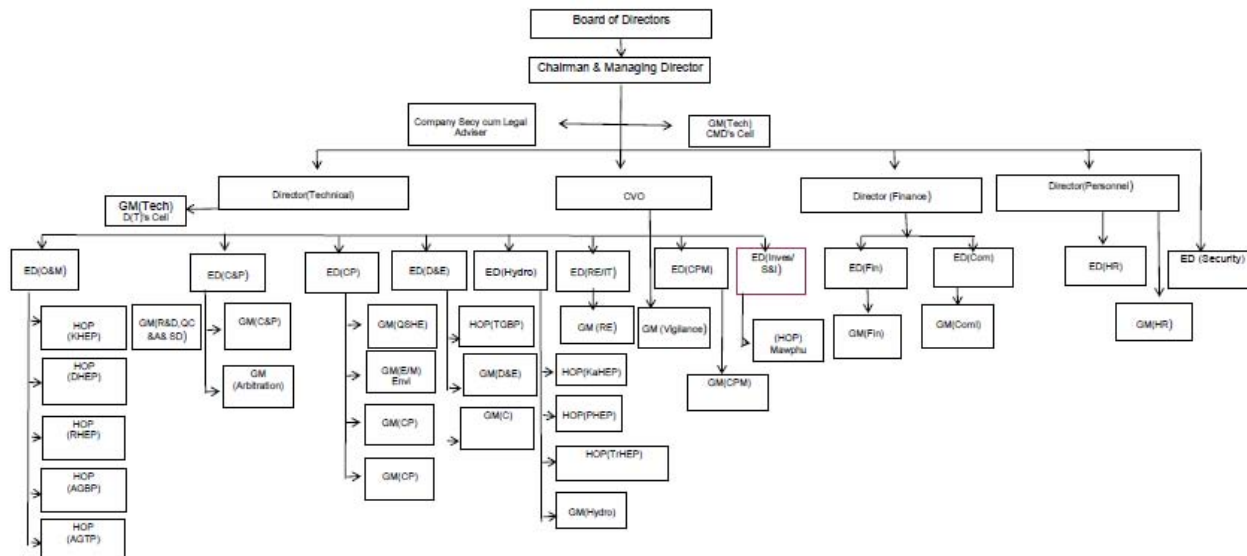 Board of Directors
Chairman & Managing Director
Company Secy cum Legal
Adviser
GM(Tech)
CMD's Cell
Director(Technical)
CVO
Director (Finance)
Director(Personnel)
GM(Tech)
D(T)'s Cell
ED(O&M)
ED(C&P)
ED(CP)
ED(D&E)
ED(Hydro)
ED(RE/IT)
ED(CPM)
ED(Inves/
S&I)
ED(Fin)
ED(Com)
ED(HR)
ED (Security)
HOP
(KHEP)
GM(R&D,QC
&A& SD)
GM(C&P)
GM(QSHE)
HOP(TGBP)
GM (RE)
GM (Vigilance)
(HOP)
Mawphu
GM(Fin)
GM(Coml)
GM(HR)
HOP
(DHEP)
GM
(Arbitration)
GM(E/M)
Envi
GM(D&E)
HOP(KaHEP)
GM(CPM)
HOP
(RHEP)
GM(CP)
GM(C)
HOP(PHEP)
HOP
(AGBP)
GM(CP)
HOP(TrHEP)
HOP
(AGTP)
GM(Hydro)